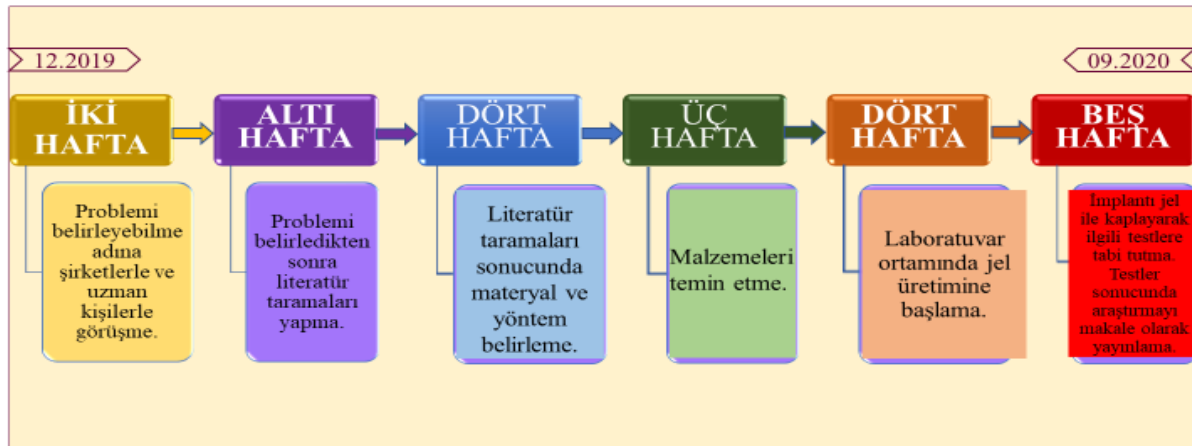 12.2019
09.2020
İKİ
HAFTA
Problemi
belirleyebilme
adına
şirketlerle ve
uzman
kişilerle
görüşme.
ALTI
HAFTA
Problemi
belirledikten
sonra
literatür
taramaları
yapma.
DÖRT
HAFTA
Literatür
taramaları
sonucunda
materyal ve
yöntem
belirleme.
ÜÇ
HAFTA
Malzemeleri
temin etme.
DÖRT
HAFTA
Laboratuvar
ortamında jel
üretimine
başlama.
BEŞ
HAFTA
İmplantı jel
ile kaplayarak
ilgili testlere
tabi tutma.
Testler
sonucunda
araştırmayı
makale olarak
yayınlama.